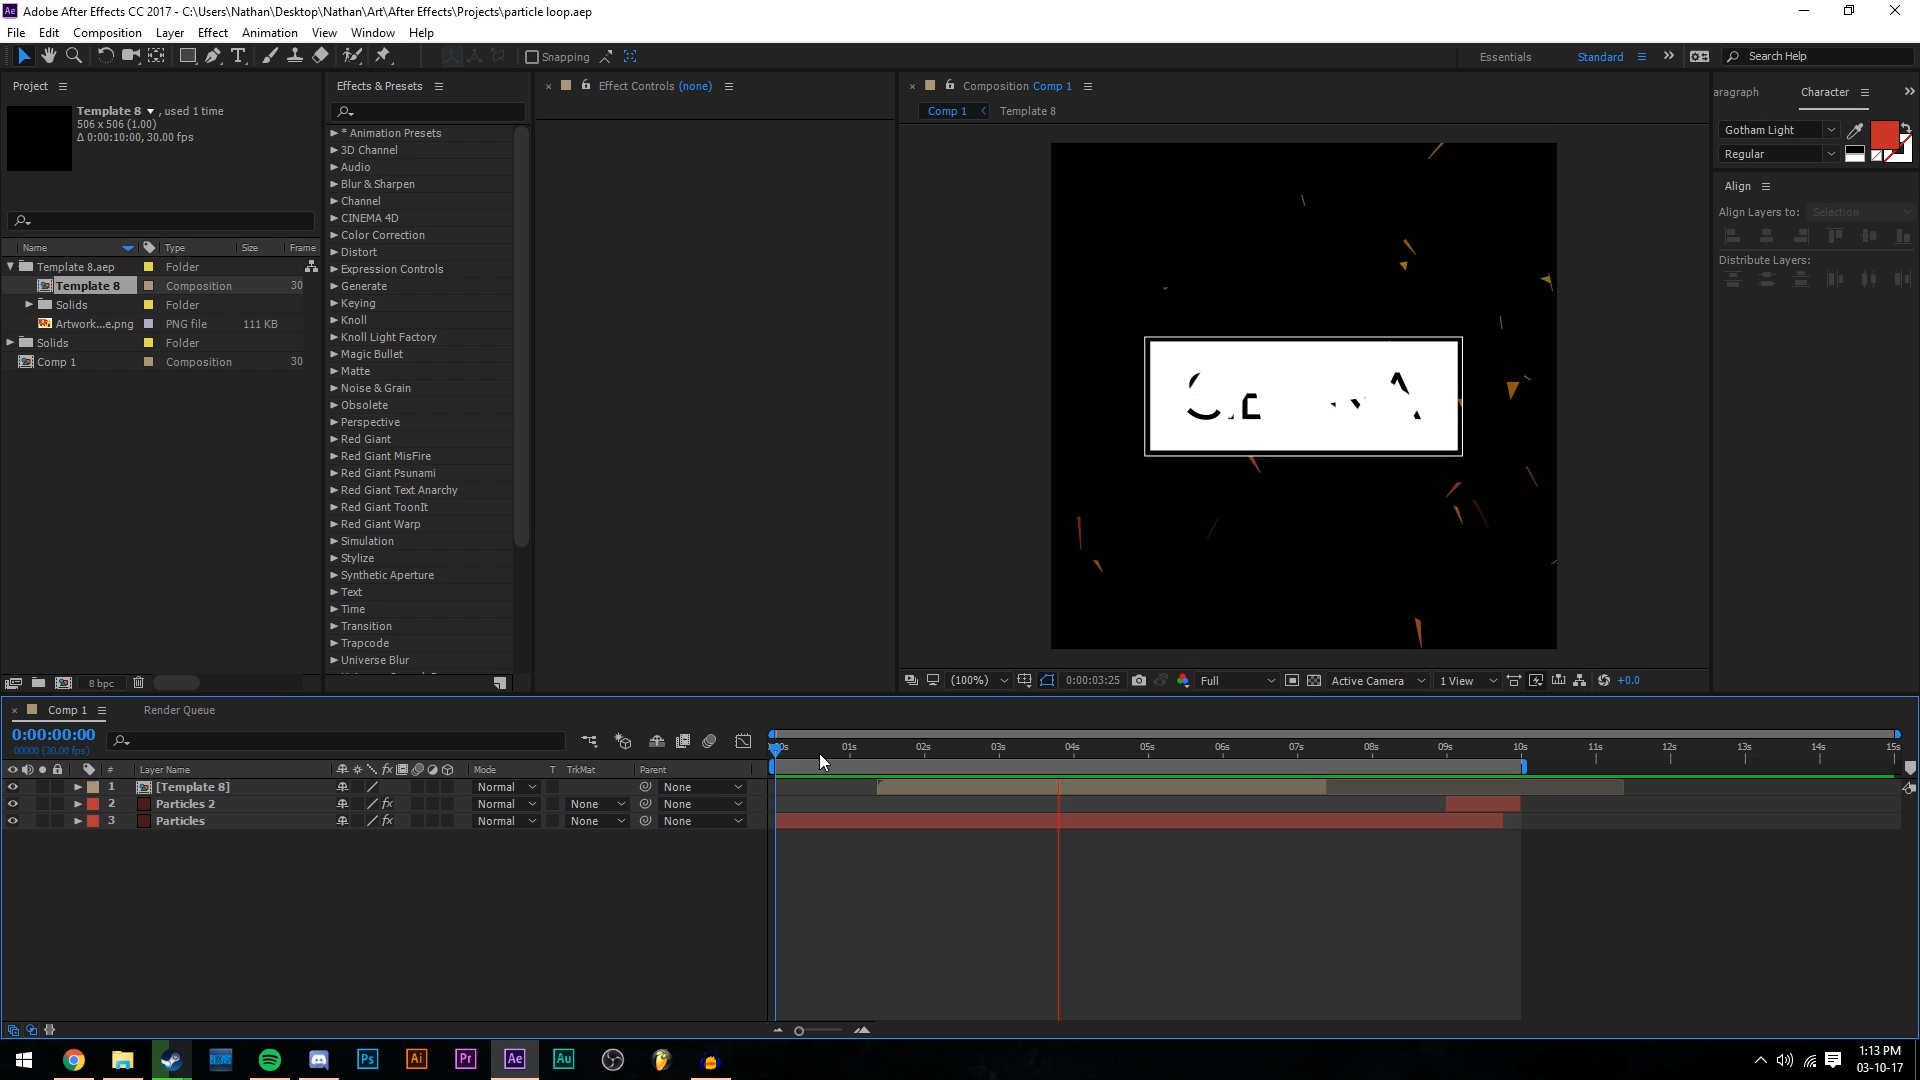 Adobe After Effects CC 2017 - C:\Users\Nathan\Desktop\Nathan\Art\After Effects\Projects\particle loop.aep
File Edit Composition Layer Effect Animation View Window Help
Snapping
Essentials Standard Search Help
Project
Template 8 , used 1 time
506 x 506 (1.00)
Δ 0:00:10:00, 30.00 fps
Name Type Size Frame
Template 8.aep Folder
Template 8 Composition 30
Solids Folder
Artwork...e.png PNG file 111 KB
Solids Folder
Comp 1 Composition 30
8 bpc
Effects & Presets
* Animation Presets
3D Channel
Audio
Blur & Sharpen
Channel
CINEMA 4D
Color Correction
Distort
Expression Controls
Generate
Keying
Knoll
Knoll Light Factory
Magic Bullet
Matte
Noise & Grain
Obsolete
Perspective
Red Giant
Red Giant MisFire
Red Giant Psunami
Red Giant Text Anarchy
Red Giant ToonIt
Red Giant Warp
Simulation
Stylize
Synthetic Aperture
Text
Time
Transition
Trapcode
Universe Blur
Effect Controls (none)
Composition Comp 1
Comp 1 Template 8
(100%) 0:00:03:25 Full Active Camera 1 View +0.0
aragraph Character
Gotham Light
Regular
Align
Align Layers to: Selection
Distribute Layers:
Comp 1 Render Queue
0:00:00:00
00000 (30.00 fps)
# Layer Name Mode T TrkMat Parent
1 [Template 8] Normal None
2 Particles 2 Normal None None
3 Particles Normal None None
01s 02s 03s 04s 05s 06s 07s 08s 09s 10s 11s 12s 13s 14s 15s
Ps Ai Pr Ae Au
1:13 PM
03-10-17